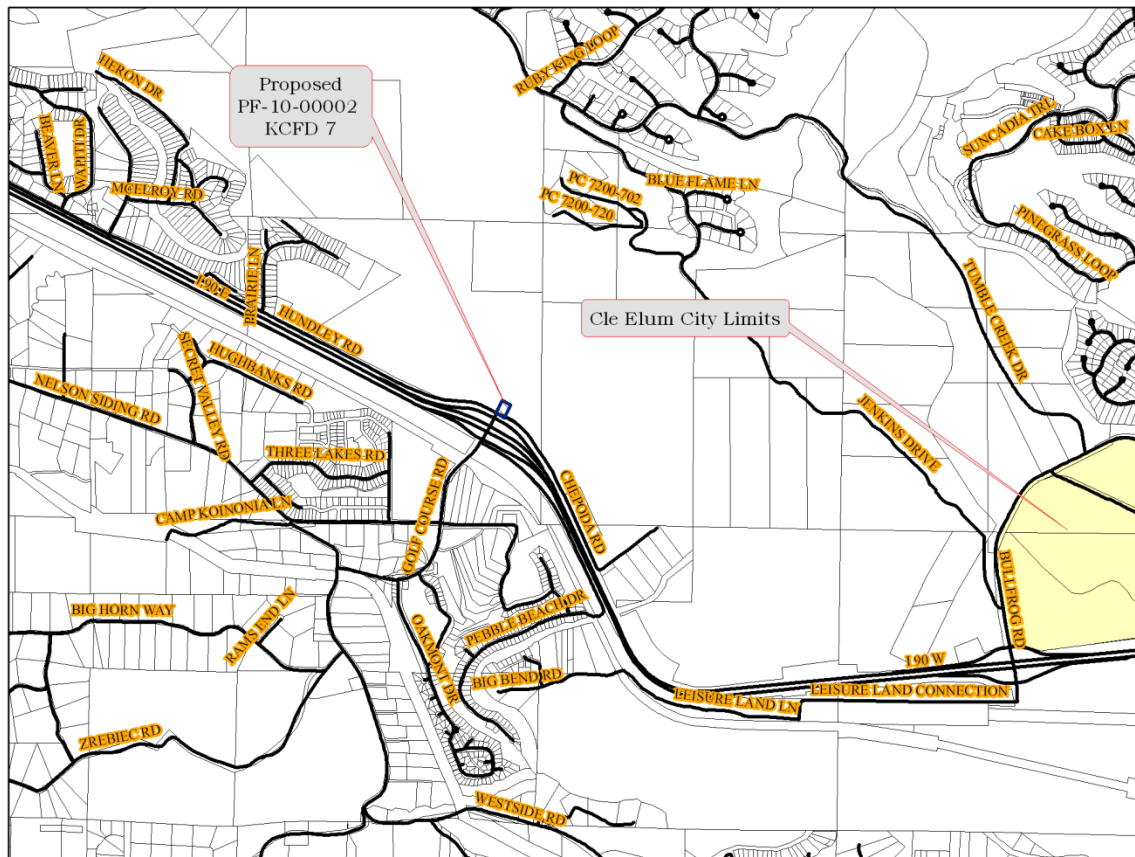 RUBY KING LOOP
HERON DR
Proposed
PF-10-00002
KCFD 7
BEAVER LN
WAPITI DR
MCELROY RD
SUNCADIA TRL
CAKE BOX LN
PC 7200-702
BLUE FLAME LN
PC 7200-720
PINEGRASS LOOP
TUMBLE CREEK DR
I 90 E
PRAIRIE LN
HUNDLEY RD
Cle Elum City Limits
SECRET VALLEY RD
HUGHBANKS RD
NELSON SIDING RD
JENKINS DRIVE
THREE LAKES RD
GOLF COURSE RD
CHEPODA RD
CAMP KOINONIA LN
BULLFROG RD
BIG HORN WAY
RAMS END LN
PEBBLE BEACH DR
OAKMONT DR
BIG BEND RD
I 90 W
LEISURE LAND LN
LEISURE LAND CONNECTION
ZREBIEC RD
WESTSIDE RD